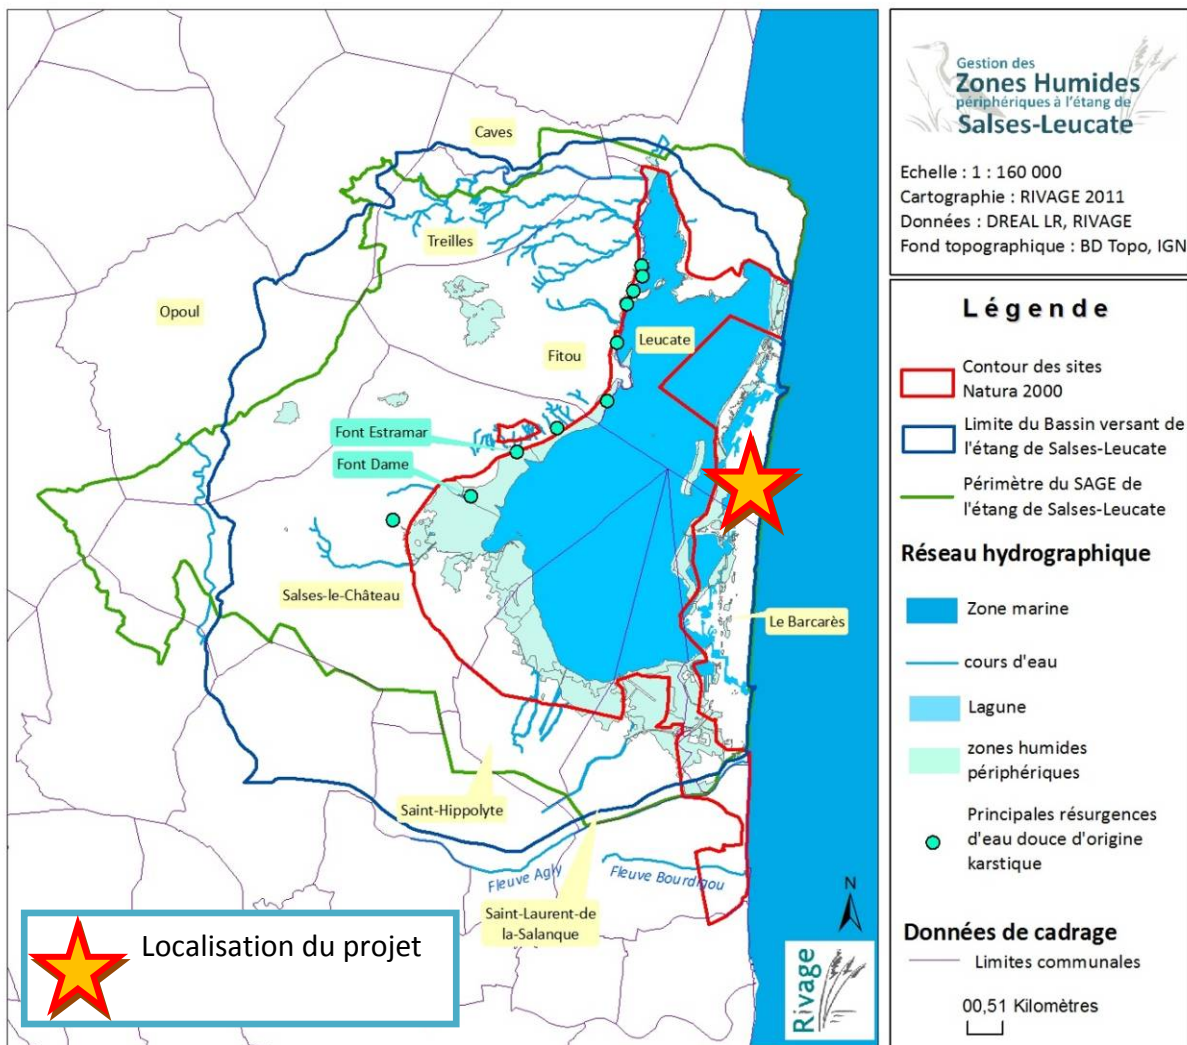 Caves
Treilles
Opoul
Fitou
Leucate
Font Estramar
Font Dame
Salses-le-Château
Le Barcarès
Saint-Hippolyte
Fleuve Agly
Fleuve Bourdigou
Saint-Laurent-de
la-Salanque
N
Localisation du projet
Rivage
Gestion des
Zones Humides
périphériques à l'étang de
Salses-Leucate
Echelle : 1 : 160 000
Cartographie : RIVAGE 2011
Données : DREAL LR, RIVAGE
Fond topographique : BD Topo, IGN
Légende
Contour des sites
Natura 2000
Limite du Bassin versant de
l'étang de Salses-Leucate
Périmètre du SAGE de
l'étang de Salses-Leucate
Réseau hydrographique
Zone marine
cours d'eau
Lagune
zones humides
périphériques
Principales résurgences
d'eau douce d'origine
karstique
Données de cadrage
Limites communales
00,51 Kilomètres